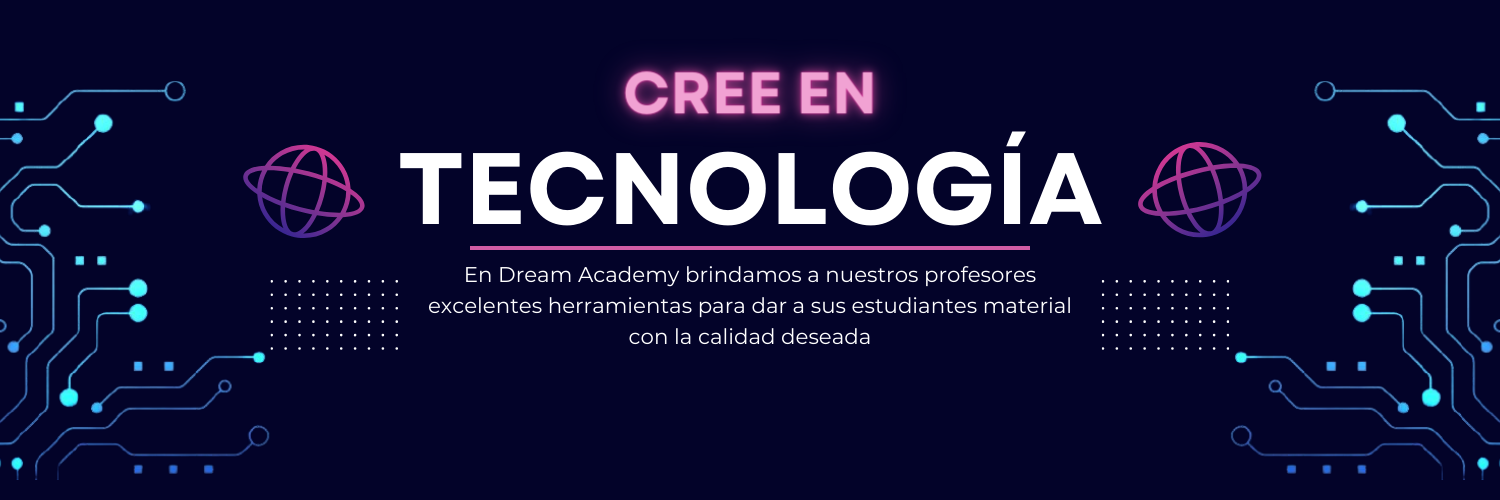 CREE EN
TECNOLOGÍA
En Dream Academy brindamos a nuestros profesores
excelentes herramientas para dar a sus estudiantes material
con la calidad deseada